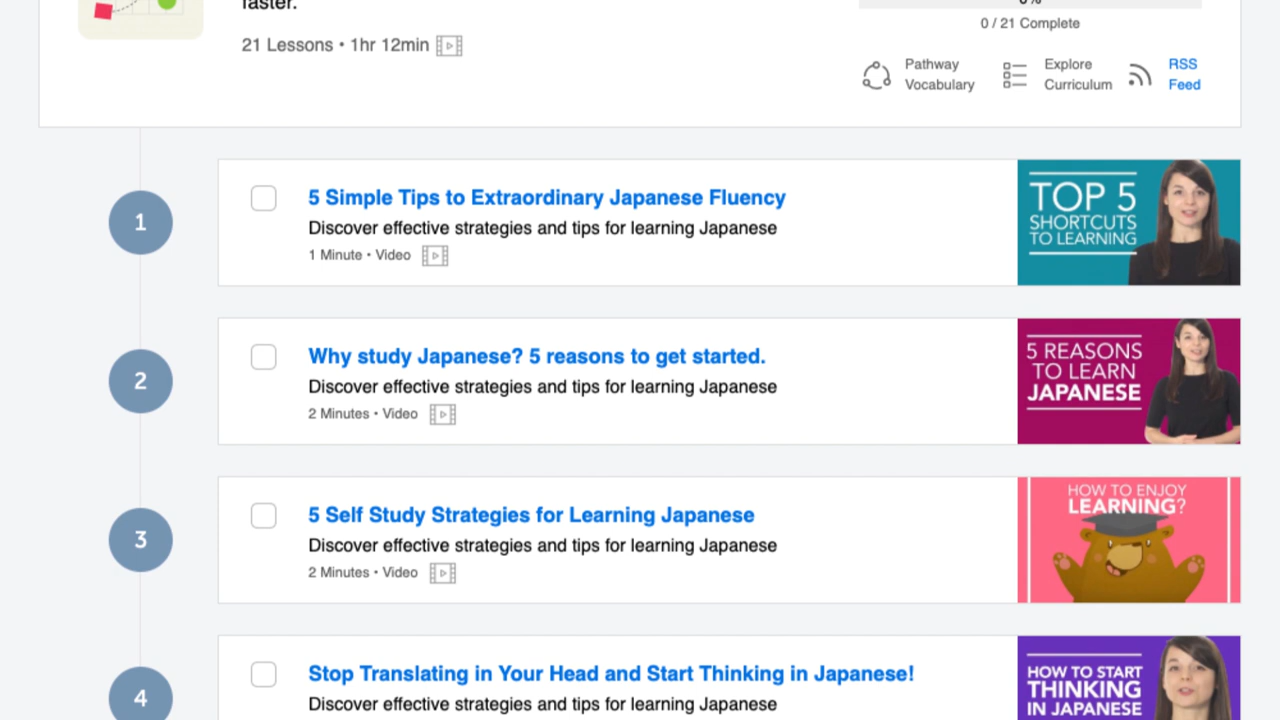 faster.
21 Lessons • 1hr 12min
0%
0 / 21 Complete
Pathway
Vocabulary
Explore
Curriculum
RSS
Feed
1
5 Simple Tips to Extraordinary Japanese Fluency
Discover effective strategies and tips for learning Japanese
1 Minute • Video
TOP 5
SHORTCUTS
TO LEARNING
2
Why study Japanese? 5 reasons to get started.
Discover effective strategies and tips for learning Japanese
2 Minutes • Video
5 REASONS
TO LEARN
JAPANESE
3
5 Self Study Strategies for Learning Japanese
Discover effective strategies and tips for learning Japanese
2 Minutes • Video
HOW TO ENJOY
LEARNING?
4
Stop Translating in Your Head and Start Thinking in Japanese!
Discover effective strategies and tips for learning Japanese
HOW TO START
THINKING
IN JAPANESE